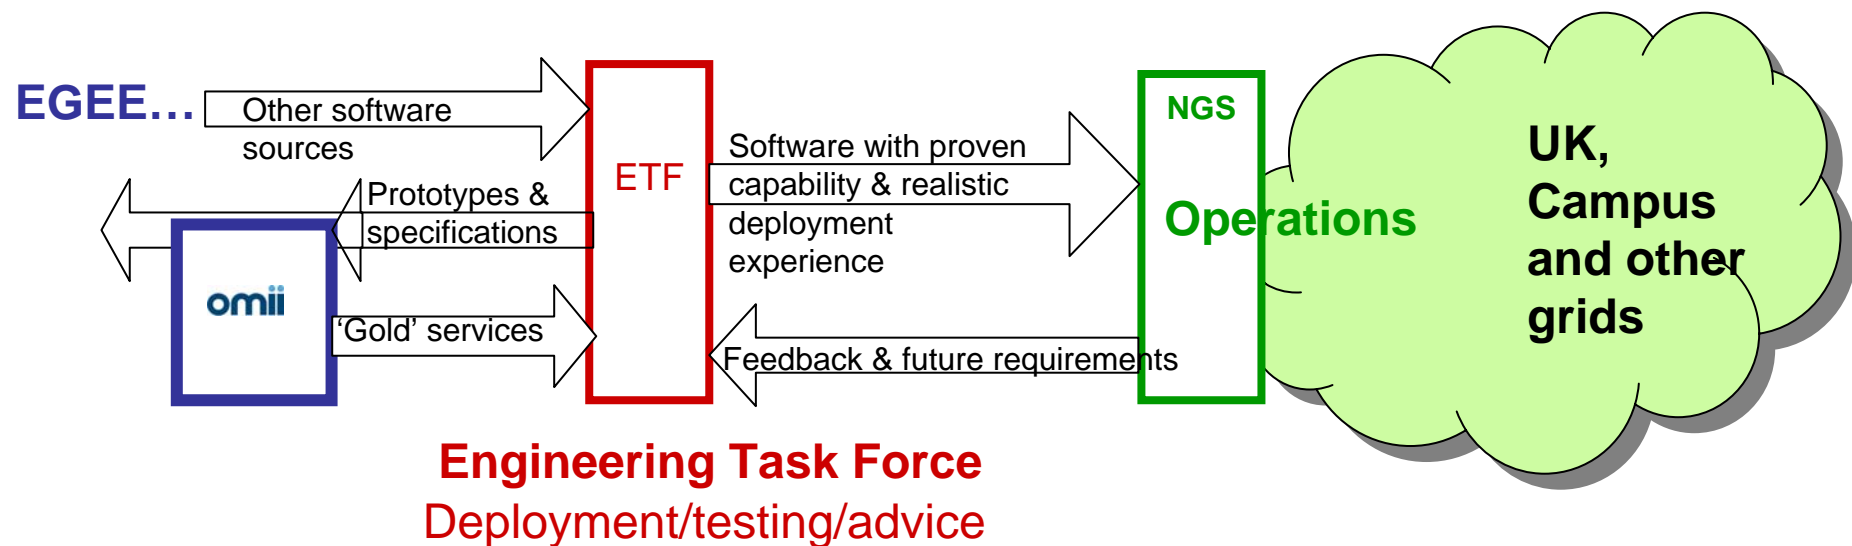 EGEE…
Other software
sources
Prototypes &
specifications
omii
‘Gold’ services
ETF
Software with proven
capability & realistic
deployment
experience
Feedback & future requirements
NGS
Operations
UK,
Campus
and other
grids
Engineering Task Force
Deployment/testing/advice